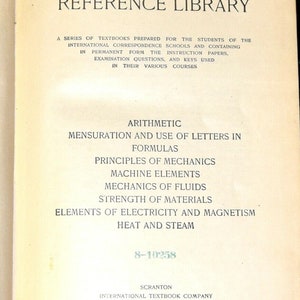 REFERENCE LIBRARY
A SERIES OF TEXTBOOKS PREPARED FOR THE STUDENTS OF THE
INTERNATIONAL CORRESPONDENCE SCHOOLS AND CONTAINING
IN PERMANENT FORM THE INSTRUCTION PAPERS,
EXAMINATION QUESTIONS, AND KEYS USED
IN THEIR VARIOUS COURSES
ARITHMETIC
MENSURATION AND USE OF LETTERS IN
FORMULAS
PRINCIPLES OF MECHANICS
MACHINE ELEMENTS
MECHANICS OF FLUIDS
STRENGTH OF MATERIALS
ELEMENTS OF ELECTRICITY AND MAGNETISM
HEAT AND STEAM
8-10258
SCRANTON
INTERNATIONAL TEXTBOOK COMPANY